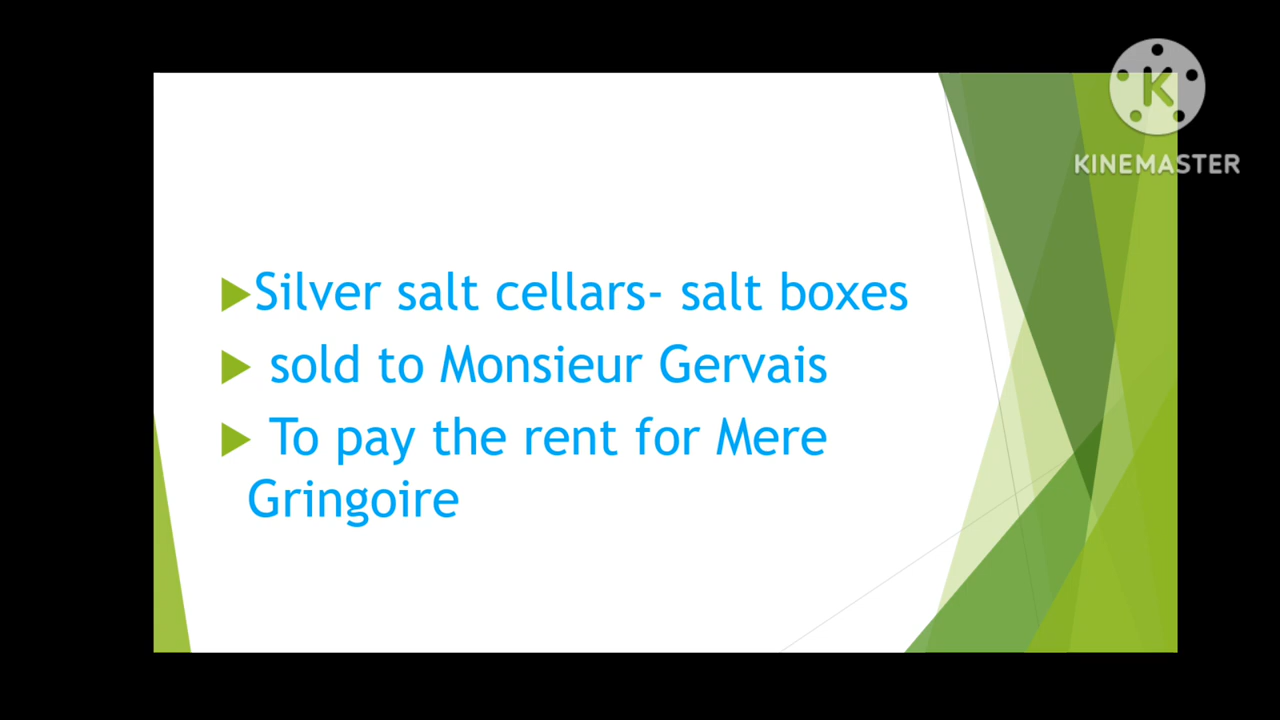 KINEMASTER
Silver salt cellars- salt boxes
sold to Monsieur Gervais
To pay the rent for Mere
Gringoire